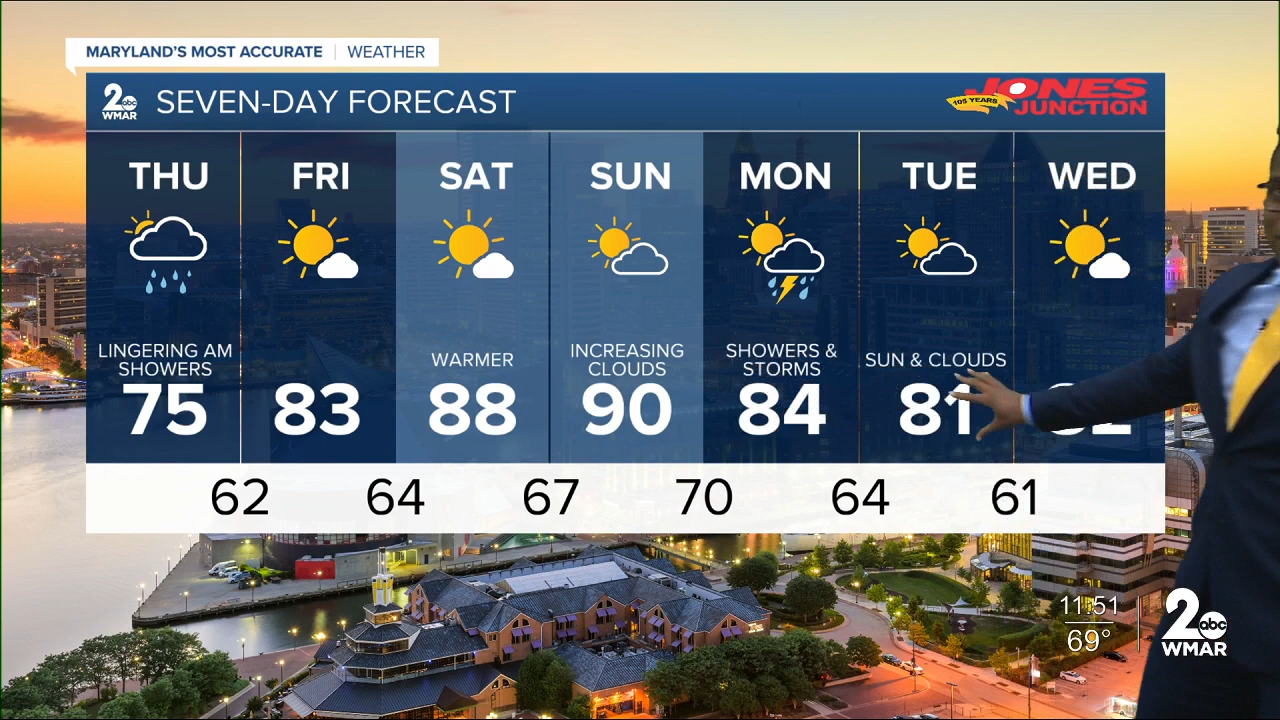 MARYLAND'S MOST ACCURATE | WEATHER
2 abc WMAR
SEVEN-DAY FORECAST
JONES JUNCTION
105 YEARS
THU FRI SAT SUN MON TUE WED
LINGERING AM SHOWERS
WARMER
INCREASING CLOUDS
SHOWERS & STORMS
SUN & CLOUDS
75 83 88 90 84 81
62 64 67 70 64 61
11:51
69°
2 abc
WMAR